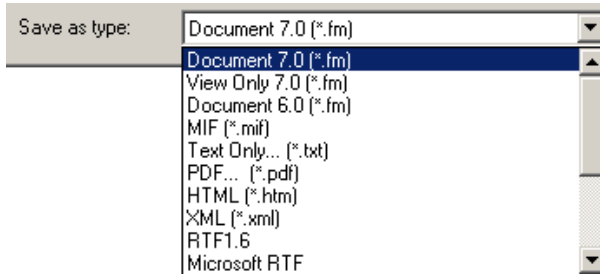 Save as type: Document 7.0 (*.fm)
Document 7.0 (*.fm)
View Only 7.0 (*.fm)
Document 6.0 (*.fm)
MIF (*.mif)
Text Only... (*.txt)
PDF... (*.pdf)
HTML (*.htm)
XML (*.xml)
RTF1.6
Microsoft RTF